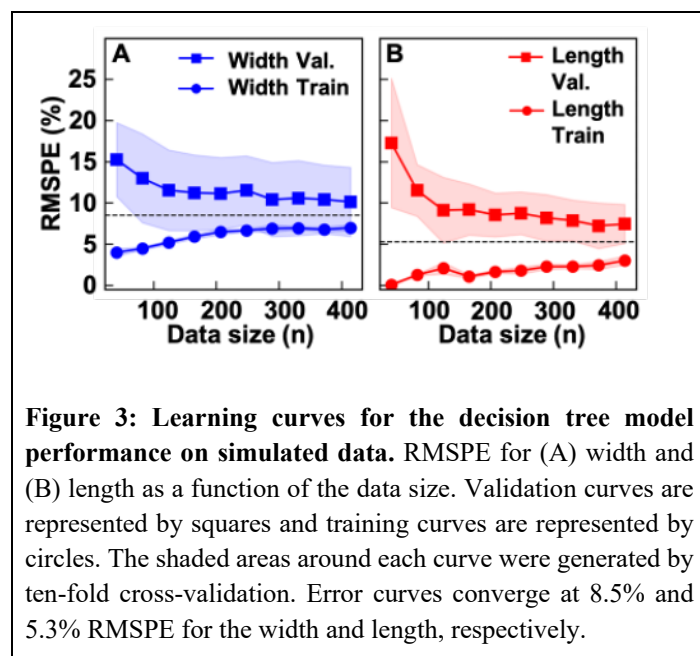 A
Width Val.
Width Train
B
Length
Val.
Length
Train
RMSPE (%)
25
20
15
10
5
0
100 200 300 400
Data size (n)
100 200 300 400
Data size (n)
Figure 3: Learning curves for the decision tree model
performance on simulated data. RMSPE for (A) width and
(B) length as a function of the data size. Validation curves are
represented by squares and training curves are represented by
circles. The shaded areas around each curve were generated by
ten-fold cross-validation. Error curves converge at 8.5% and
5.3% RMSPE for the width and length, respectively.